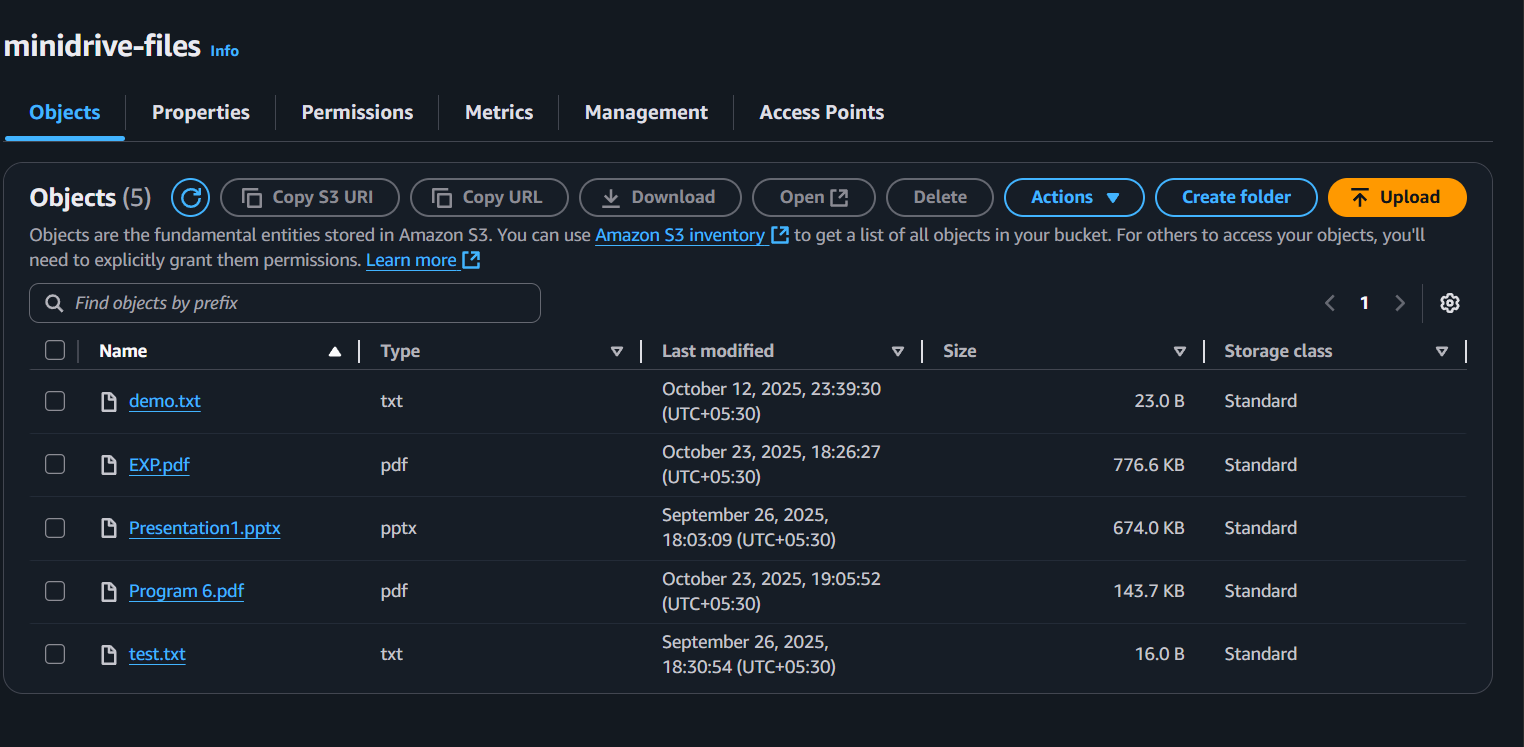 minidrive-files Info
Objects Properties Permissions Metrics Management Access Points
Objects (5) Copy S3 URI Copy URL Download Open Delete Actions Create folder Upload
Objects are the fundamental entities stored in Amazon S3. You can use Amazon S3 inventory to get a list of all objects in your bucket. For others to access your objects, you'll
need to explicitly grant them permissions. Learn more
Find objects by prefix 1
Name Type Last modified Size Storage class
demo.txt txt October 12, 2025, 23:39:30 (UTC+05:30) 23.0 B Standard
EXP.pdf pdf October 23, 2025, 18:26:27 (UTC+05:30) 776.6 KB Standard
Presentation1.pptx pptx September 26, 2025, 18:03:09 (UTC+05:30) 674.0 KB Standard
Program 6.pdf pdf October 23, 2025, 19:05:52 (UTC+05:30) 143.7 KB Standard
test.txt txt September 26, 2025, 18:30:54 (UTC+05:30) 16.0 B Standard